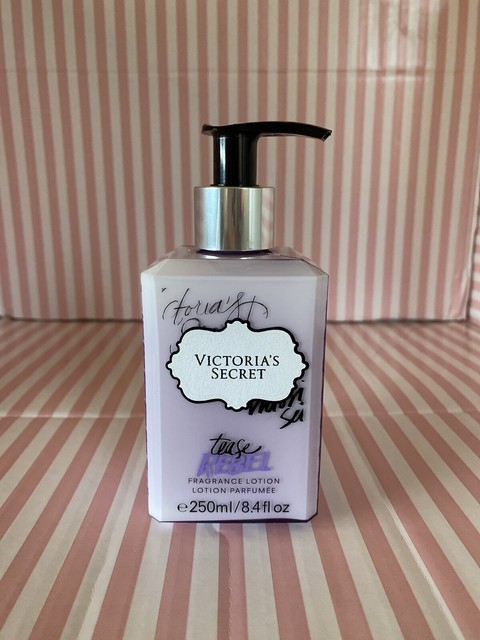 VICTORIA'S
SECRET
tease
REBEL
FRAGRANCE LOTION
LOTION PARFUMÉE
℮250ml/8.4fl oz